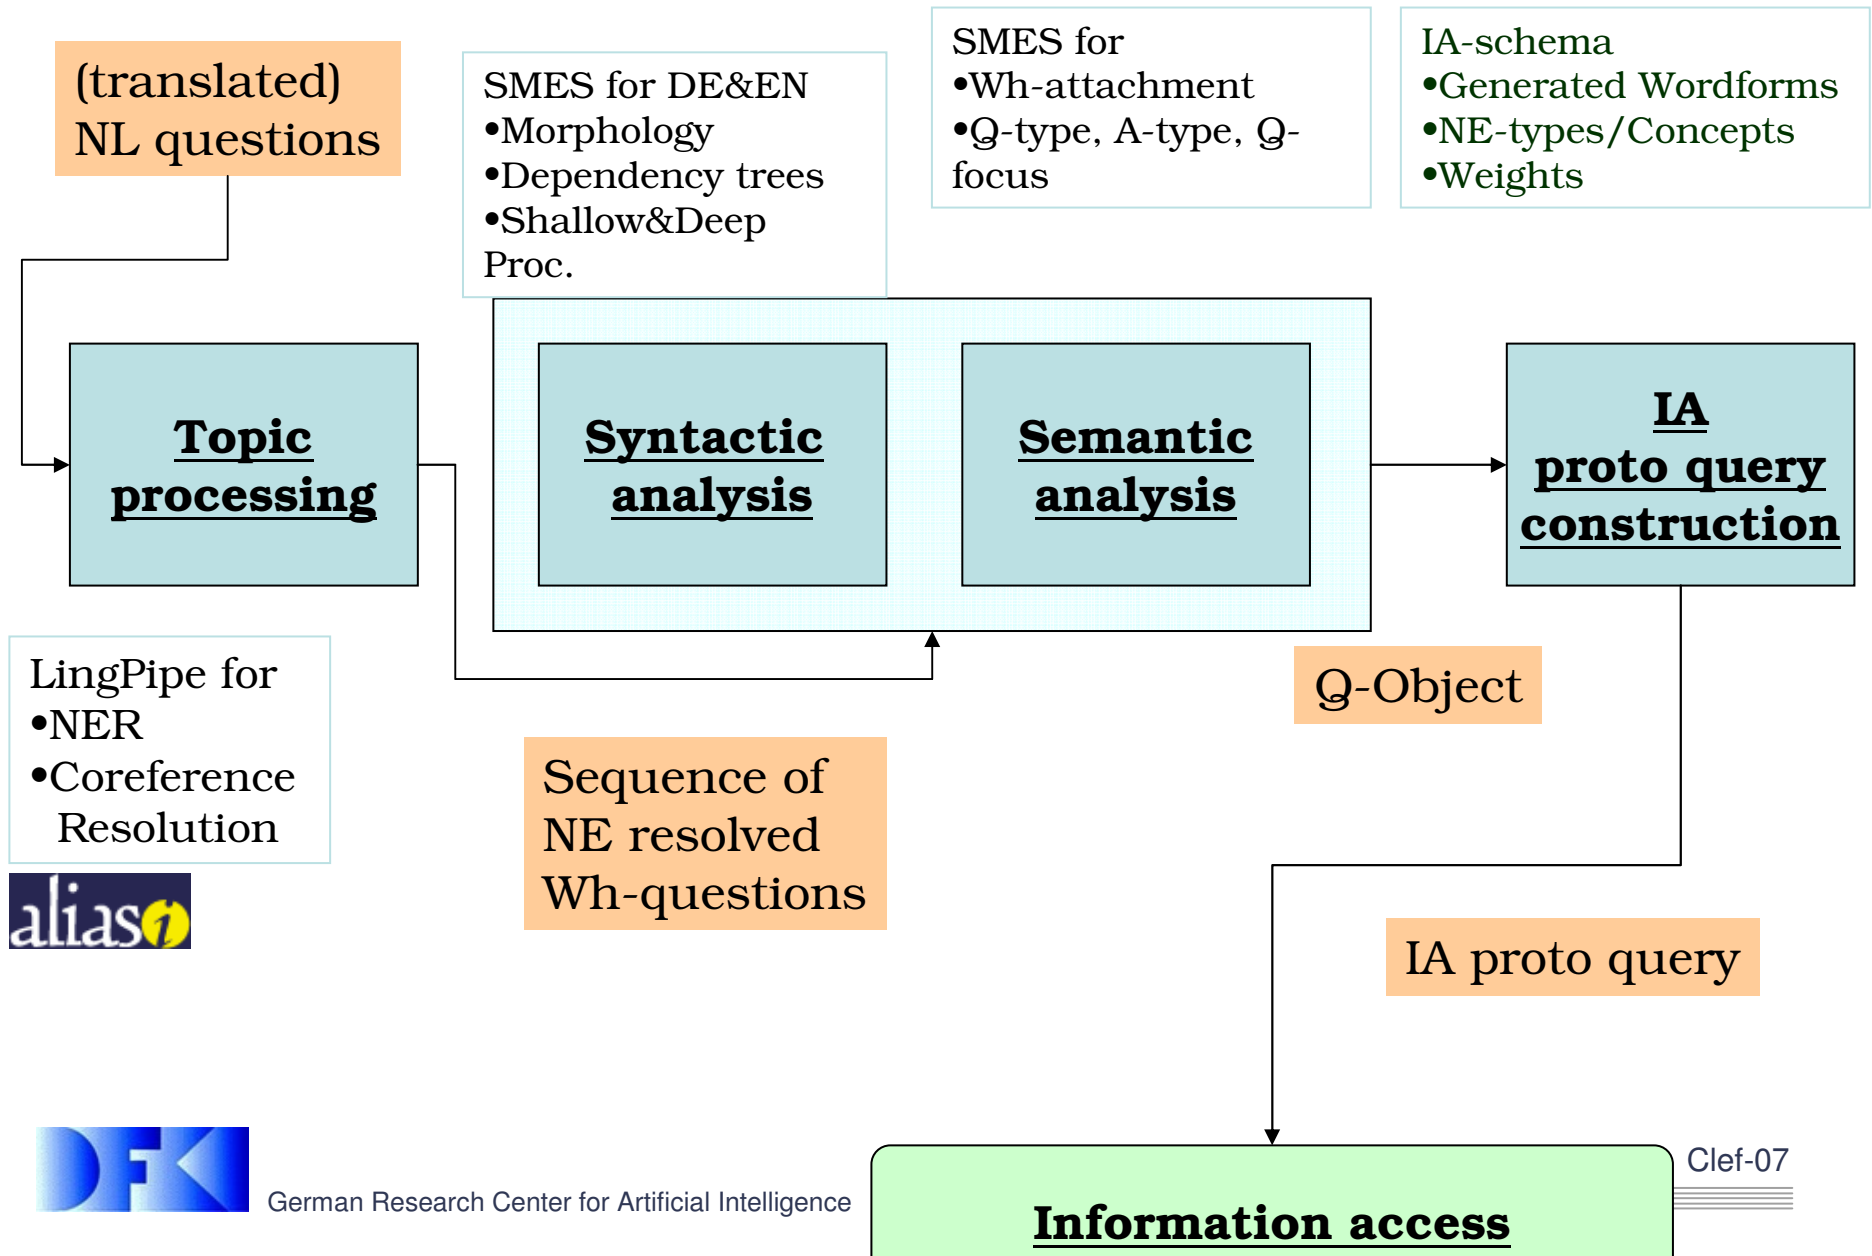 (translated)
NL questions
SMES for DE&EN
•Morphology
•Dependency trees
•Shallow&Deep
Proc.
SMES for
•Wh-attachment
•Q-type, A-type, Q-
focus
IA-schema
•Generated Wordforms
•NE-types/Concepts
•Weights
Topic
processing
Syntactic
analysis
Semantic
analysis
IA
proto query
construction
LingPipe for
•NER
•Coreference
Resolution
aliasi
Sequence of
NE resolved
Wh-questions
Q-Object
IA proto query
DFKI
German Research Center for Artificial Intelligence
Information access
Clef-07